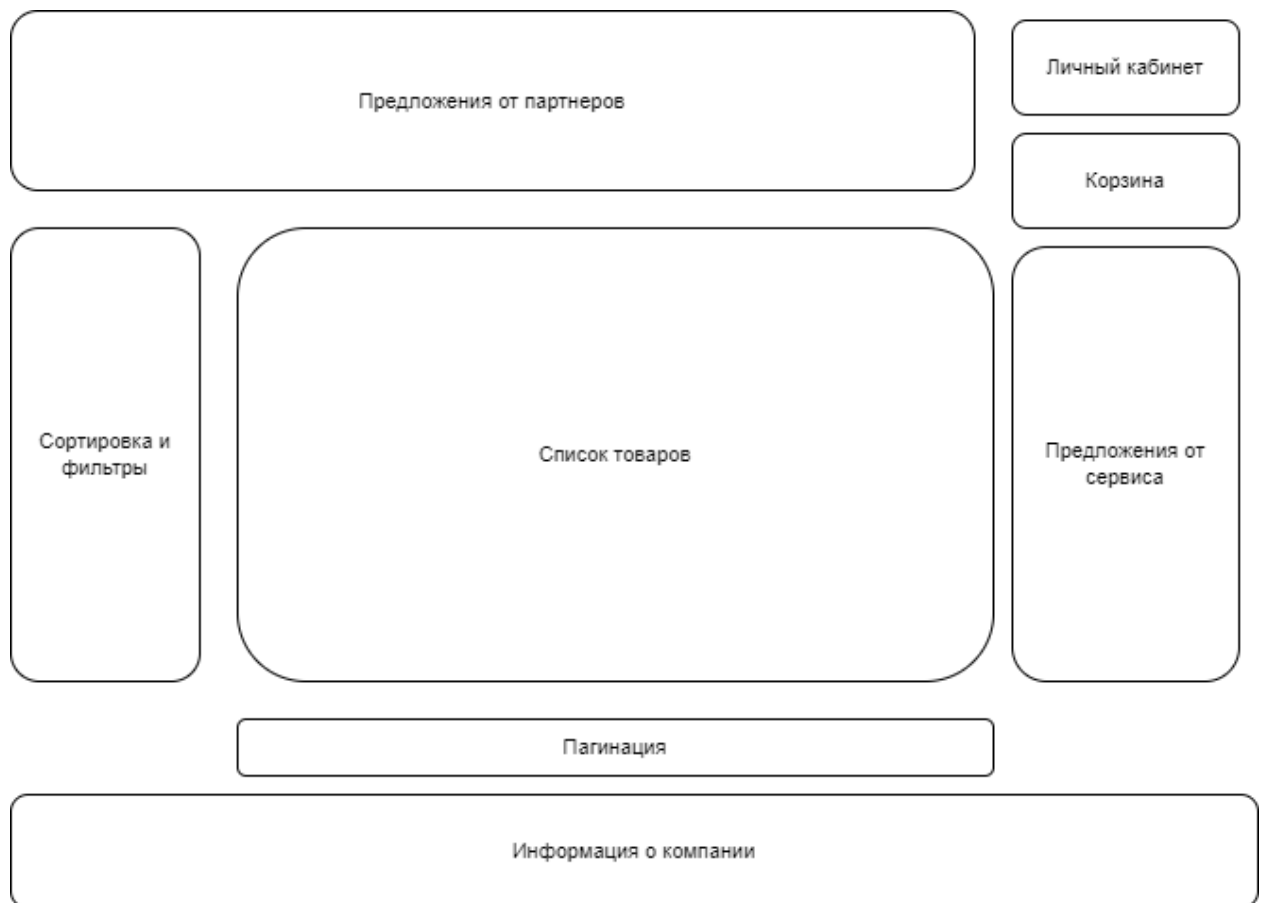 Предложения от партнеров
Личный кабинет
Корзина
Сортировка и
фильтры
Список товаров
Предложения от
сервиса
Пагинация
Информация о компании